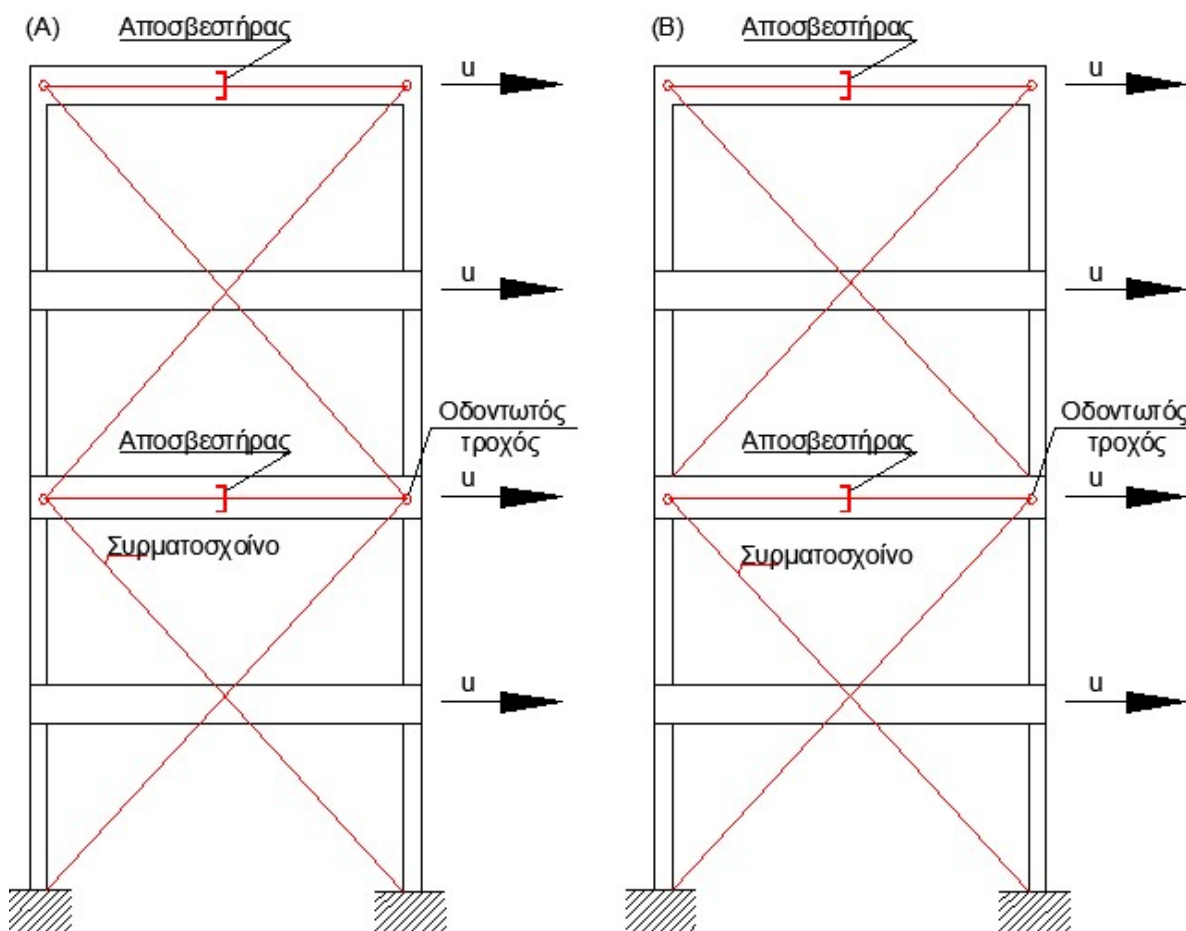 (A)
Αποσβεστήρας
u
u
Αποσβεστήρας
Οδοντωτός
τροχός
u
Συρματοσχοίνο
u
(B)
Αποσβεστήρας
u
u
Αποσβεστήρας
Οδοντωτός
τροχός
u
Συρματοσχοίνο
u